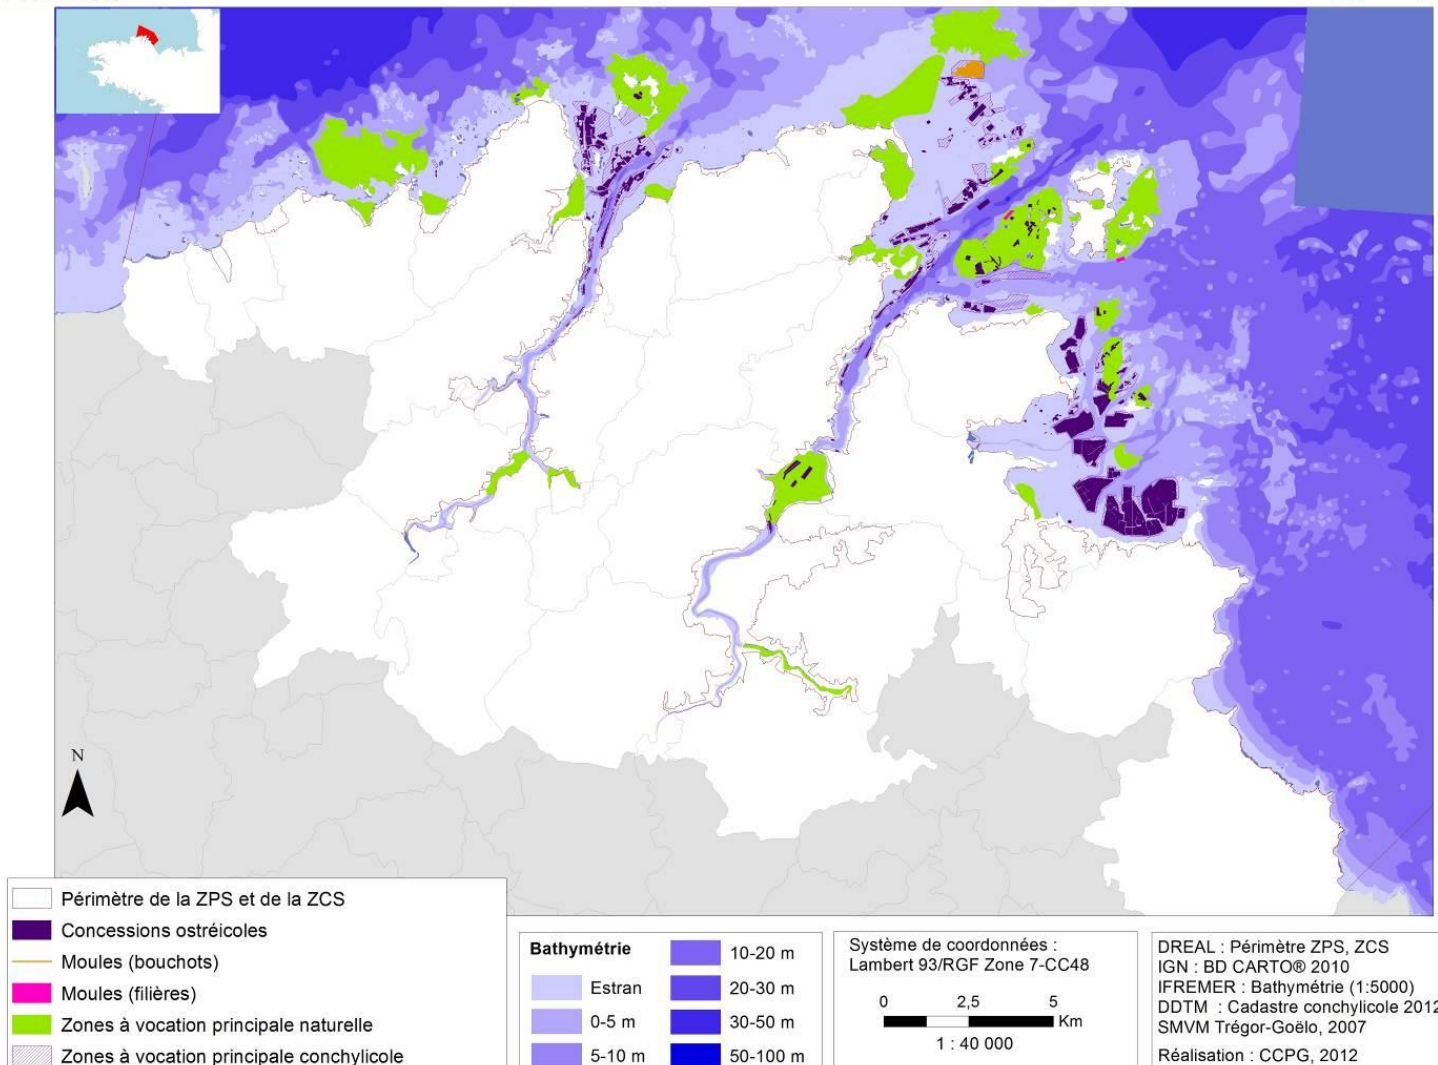 N
Périmètre de la ZPS et de la ZCS
Concessions ostréicoles
Moules (bouchots)
Moules (filières)
Zones à vocation principale naturelle
Zones à vocation principale conchylicole
Bathymétrie
Estran
0-5 m
5-10 m
10-20 m
20-30 m
30-50 m
50-100 m
Système de coordonnées :
Lambert 93/RGF Zone 7-CC48
0 2,5 5
Km
1 : 40 000
DREAL : Périmètre ZPS, ZCS
IGN : BD CARTO® 2010
IFREMER : Bathymétrie (1:5000)
DDTM : Cadastre conchylicole 2012
SMVM Trégor-Goëlo, 2007
Réalisation : CCPG, 2012